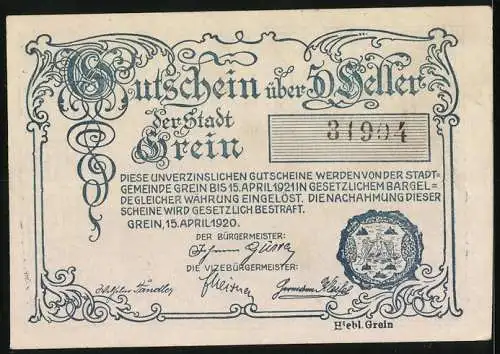 Gutschein über 50 Heller
der Stadt
Grein
31904
DIESE UNVERZINSLICHEN GUTSCHEINE WERDEN VON DER STADT=
GEMEINDE GREIN BIS 15. APRIL 1921 IN GESETZLICHEM BARGEL=
DE GLEICHER WÄHRUNG EINGELÖST. DIE NACHAHMUNG DIESER
SCHEINE WIRD GESETZLICH BESTRAFT.
GREIN, 15. APRIL 1920.
DER BÜRGERMEISTER:
DIE VIZEBÜRGERMEISTER:
Hiebl, Grein